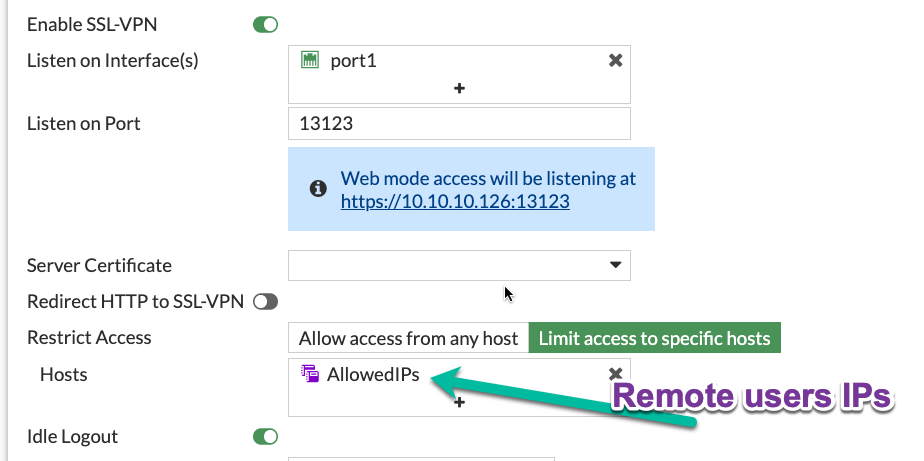 Enable SSL-VPN
Listen on Interface(s)
port1
Listen on Port
13123
Web mode access will be listening at
https://10.10.10.126:13123
Server Certificate
Redirect HTTP to SSL-VPN
Restrict Access
Allow access from any host
Limit access to specific hosts
Hosts
AllowedIPs
Remote users IPs
Idle Logout